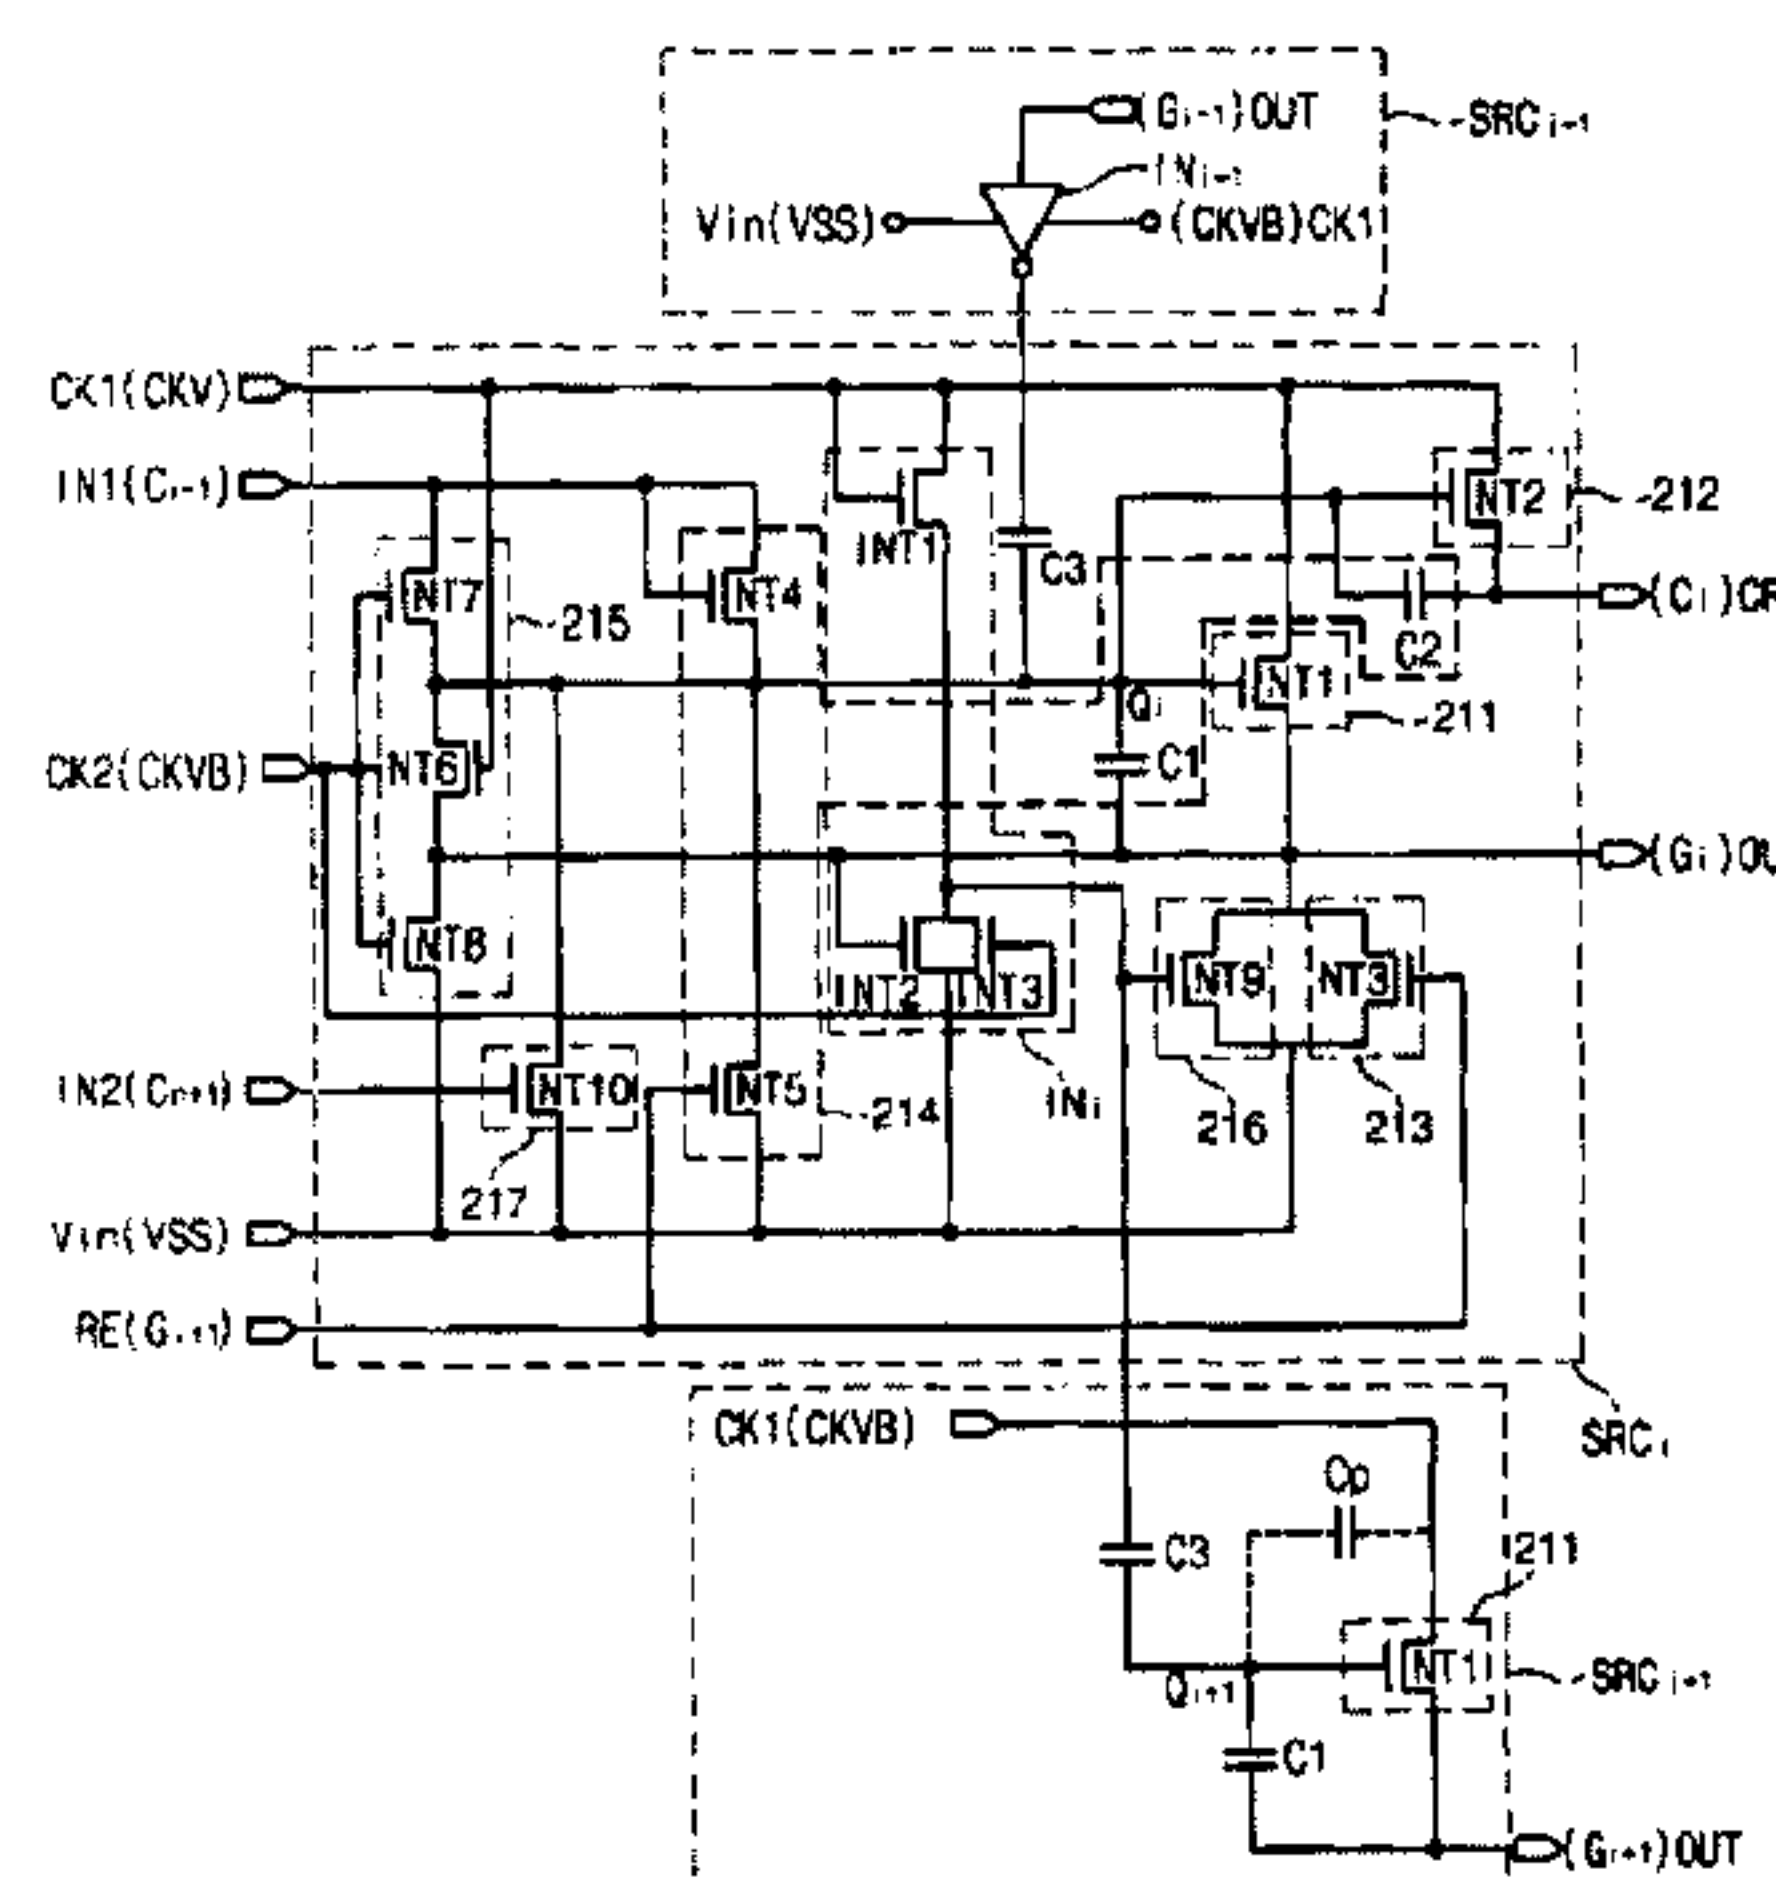 (Gi-1)OUT
SRCi-1
INi-1
Vin(VSS)
(CKVB)CK1
CK1(CKV)
IN1(Ci-1)
NT2
212
INT1
C3
NT7
NT4
215
(Ci)CR
C2
NT1
211
Qi
CK2(CKVB)
NT6
C1
(Gi)OU
NT8
INT2
INT3
NT9
NT3
IN2(Cn+1)
NT10
NT5
214
INi
216
213
217
Vin(VSS)
RE(Gi+1)
SRCi
CK1(CKVB)
Cp
C3
211
NT1
SRCi+1
Qi+1
C1
(Gi+1)OUT